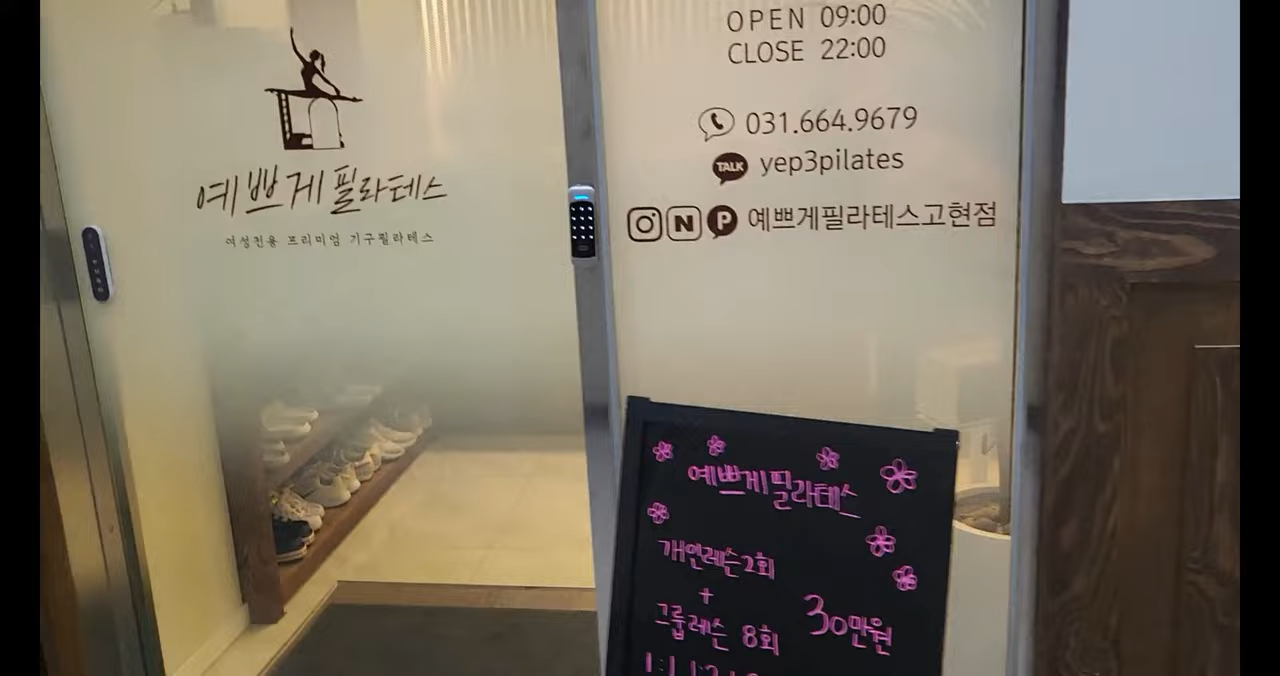 예쁘게필라테스
여성전용 프리미엄 기구필라테스
OPEN 09:00
CLOSE 22:00
031.664.9679
TALK yep3pilates
N P 예쁘게필라테스고현점
예쁘게필라테스
개인레슨2회
+
그룹레슨 8회
30만원